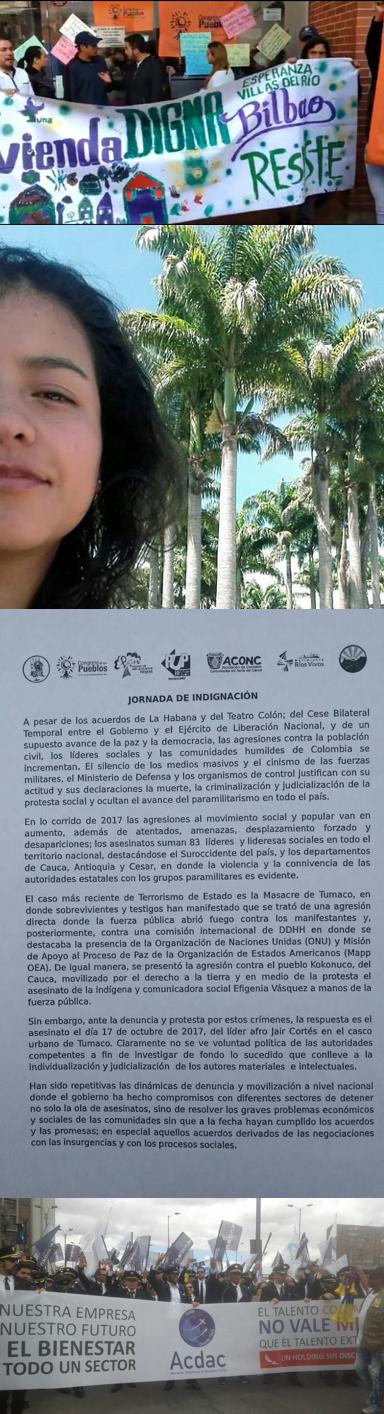 Congreso de los Pueblos
DIGNA
una
vienda DIGNA
ESPERANZA
VILLAS DEL RÍO
Bilbao
RESISTE
Congreso de los Pueblos
PUP
ACONC
Ríos Vivos
JORNADA DE INDIGNACIÓN
A pesar de los acuerdos de La Habana y del Teatro Colón; del Cese Bilateral
Temporal entre el Gobierno y el Ejército de Liberación Nacional, y de un
supuesto avance de la paz y la democracia, las agresiones contra la población
civil, los líderes sociales y las comunidades humildes de Colombia se
incrementan. El silencio de los medios masivos y el cinismo de las fuerzas
militares, el Ministerio de Defensa y los organismos de control justifican con su
actitud y sus declaraciones la muerte, la criminalización y judicialización de la
protesta social y ocultan el avance del paramilitarismo en todo el país.
En lo corrido de 2017 las agresiones al movimiento social y popular van en
aumento, además de atentados, amenazas, desplazamiento forzado y
desapariciones; los asesinatos suman 83 líderes y lideresas sociales en todo el
territorio nacional, destacándose el Suroccidente del país, y los departamentos
de Cauca, Antioquia y Cesar, en donde la violencia y la connivencia de las
autoridades estatales con los grupos paramilitares es evidente.
El caso más reciente de Terrorismo de Estado es la Masacre de Tumaco, en
donde sobrevivientes y testigos han manifestado que se trató de una agresión
directa donde la fuerza pública abrió fuego contra los manifestantes y,
posteriormente, contra una comisión internacional de DDHH en donde se
destacaba la presencia de la Organización de Naciones Unidas (ONU) y Misión
de Apoyo al Proceso de Paz de la Organización de Estados Americanos (Mapp
OEA). De igual manera, se presentó la agresión contra el pueblo Kokonuco, del
Cauca, movilizado por el derecho a la tierra y en medio de la protesta el
asesinato de la indígena y comunicadora social Efigenia Vásquez a manos de la
fuerza pública.
Sin embargo, ante la denuncia y protesta por estos crímenes, la respuesta es el
asesinato el día 17 de octubre de 2017, del líder afro Jair Cortés en el casco
urbano de Tumaco. Claramente no se ve voluntad política de las autoridades
competentes a fin de investigar de fondo lo sucedido que conlleve a la
individualización y judicialización de los autores materiales e intelectuales.
Han sido repetitivas las dinámicas de denuncia y movilización a nivel nacional
donde el gobierno ha hecho compromisos con diferentes sectores de detener
no solo la ola de asesinatos, sino de resolver los graves problemas económicos
y sociales de las comunidades sin que a la fecha hayan cumplido los acuerdos
y las promesas; en especial aquellos acuerdos derivados de las negociaciones
con las insurgencias y con los procesos sociales.
NUESTRA EMPRESA
NUESTRO FUTURO
EL BIENESTAR
TODO UN SECTOR
Acdac
EL TALENTO
NO VALE
QUE EL TALENTO EXT
UN HOLDING SIN DISC